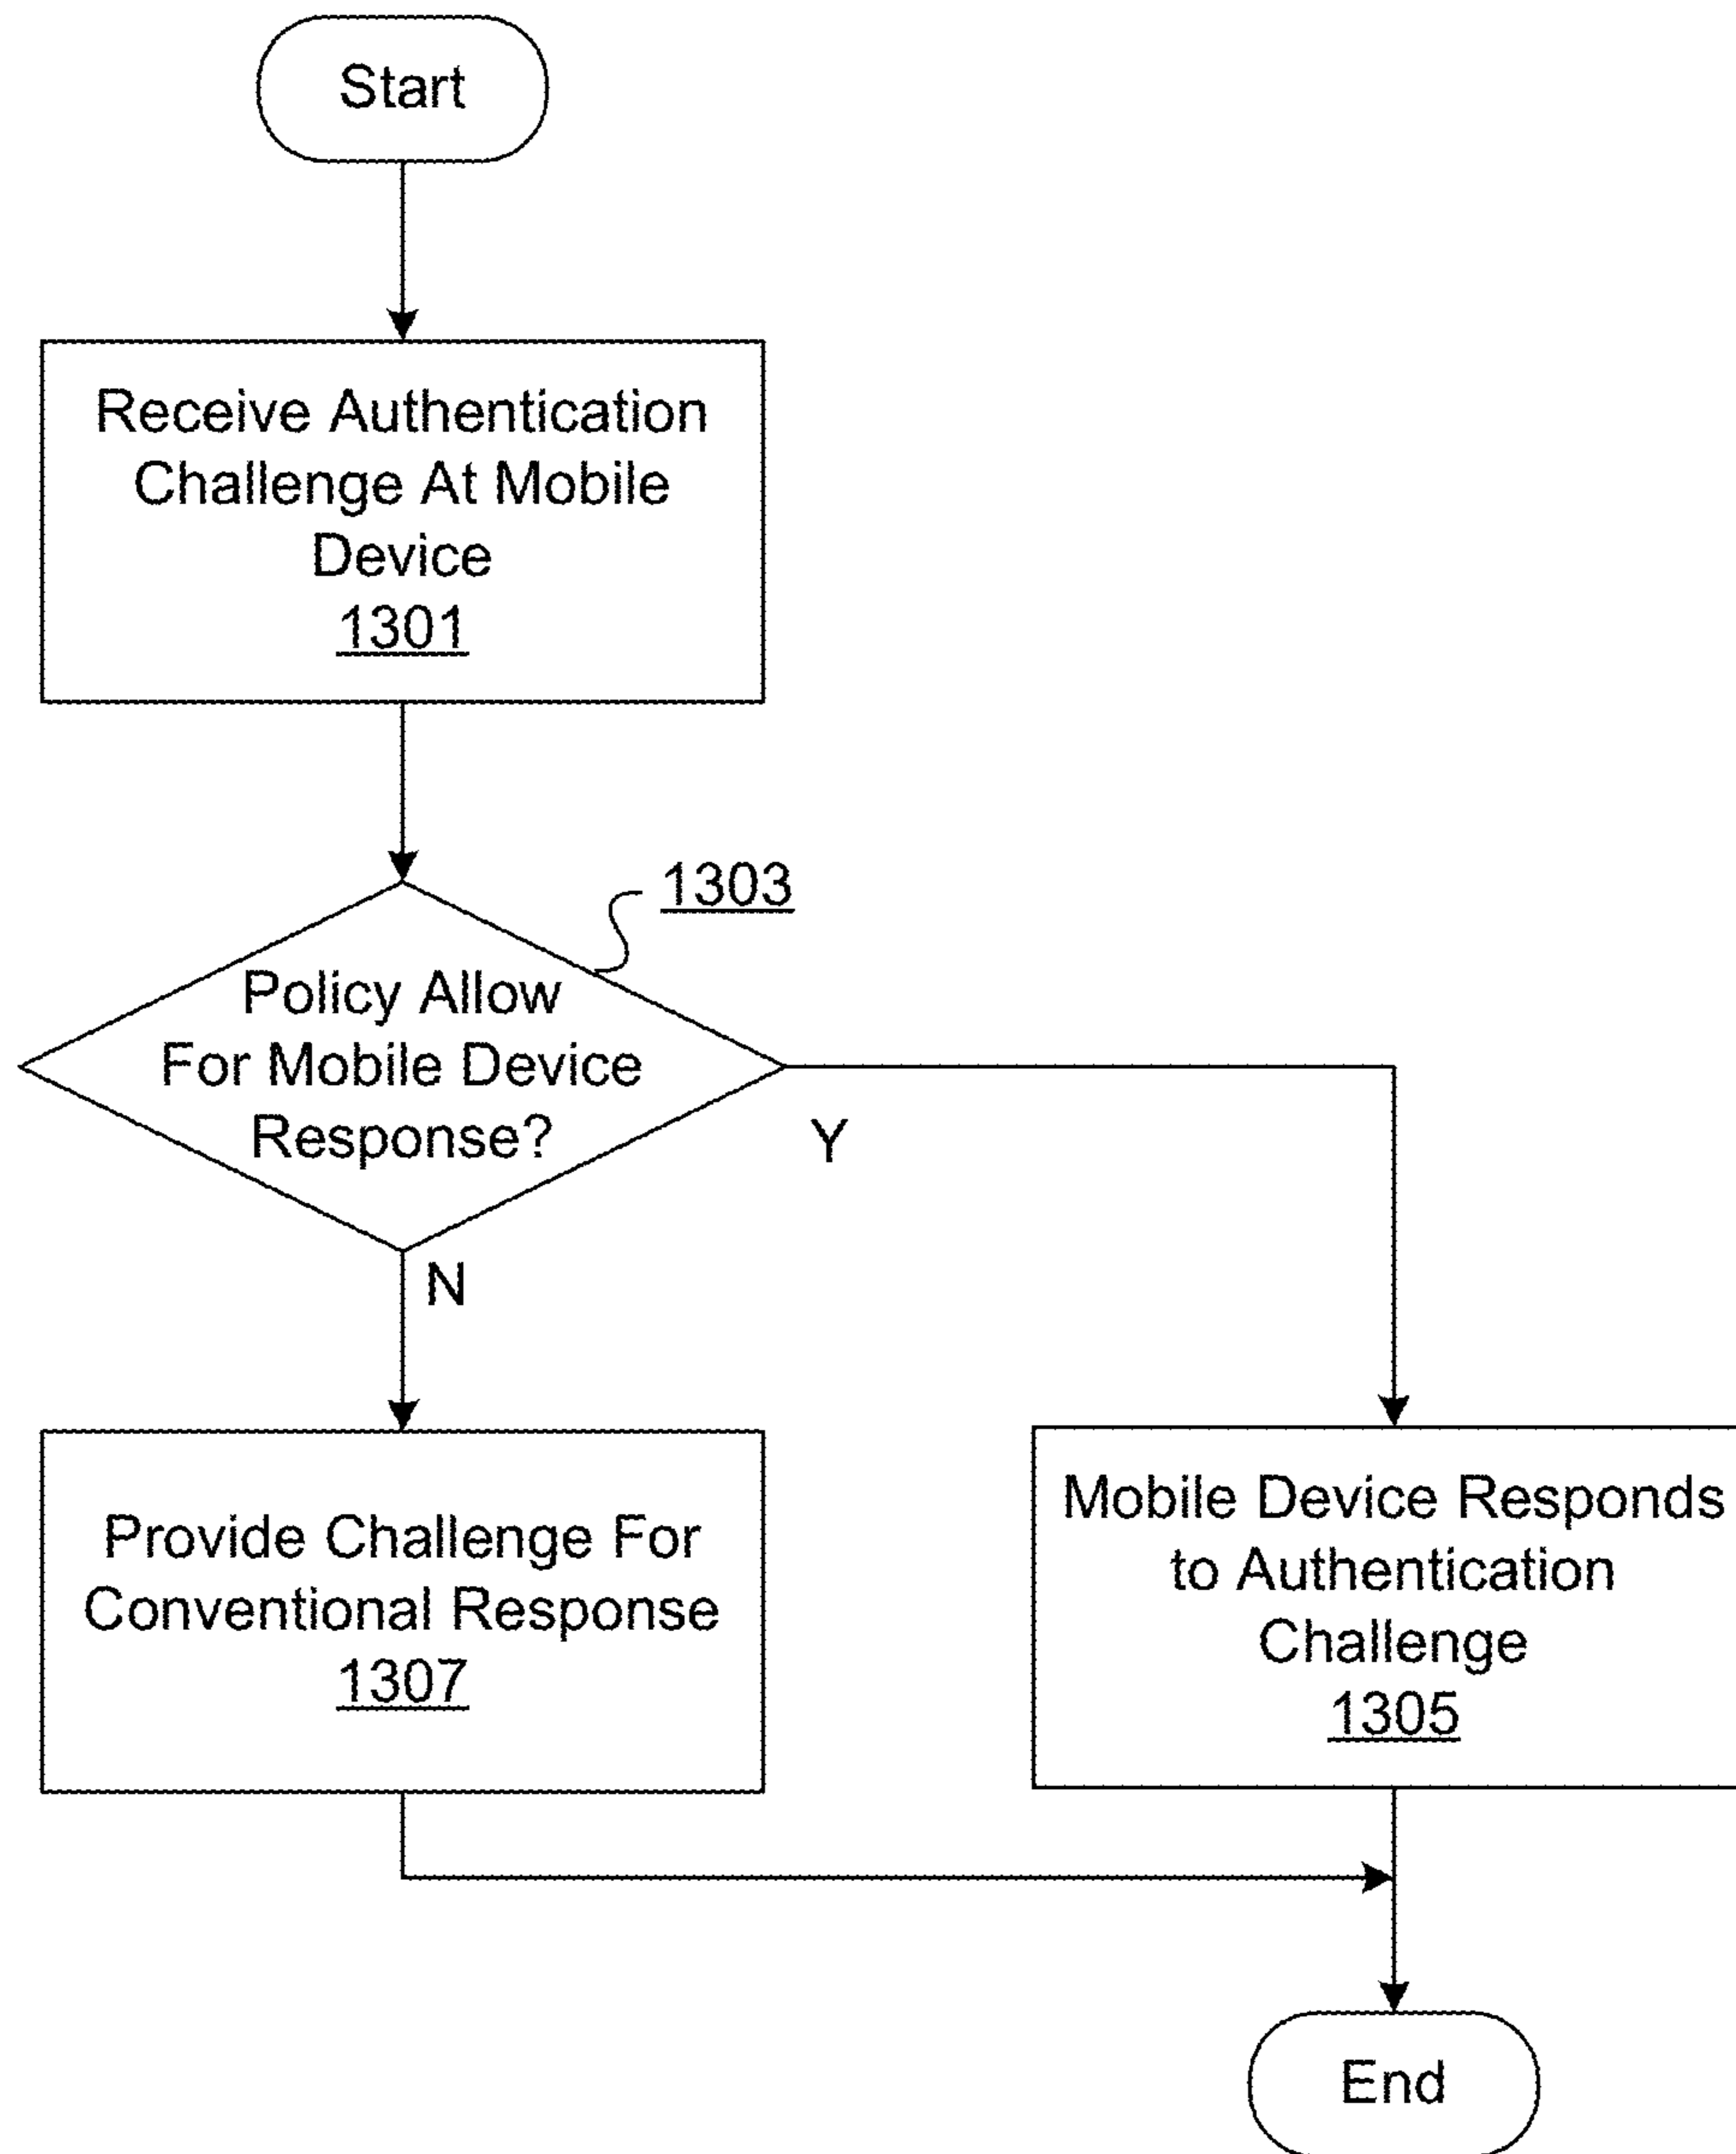 Start
Receive Authentication
Challenge At Mobile
Device
1301
1303
Policy Allow
For Mobile Device
Response?
Y
N
Provide Challenge For
Conventional Response
1307
Mobile Device Responds
to Authentication
Challenge
1305
End